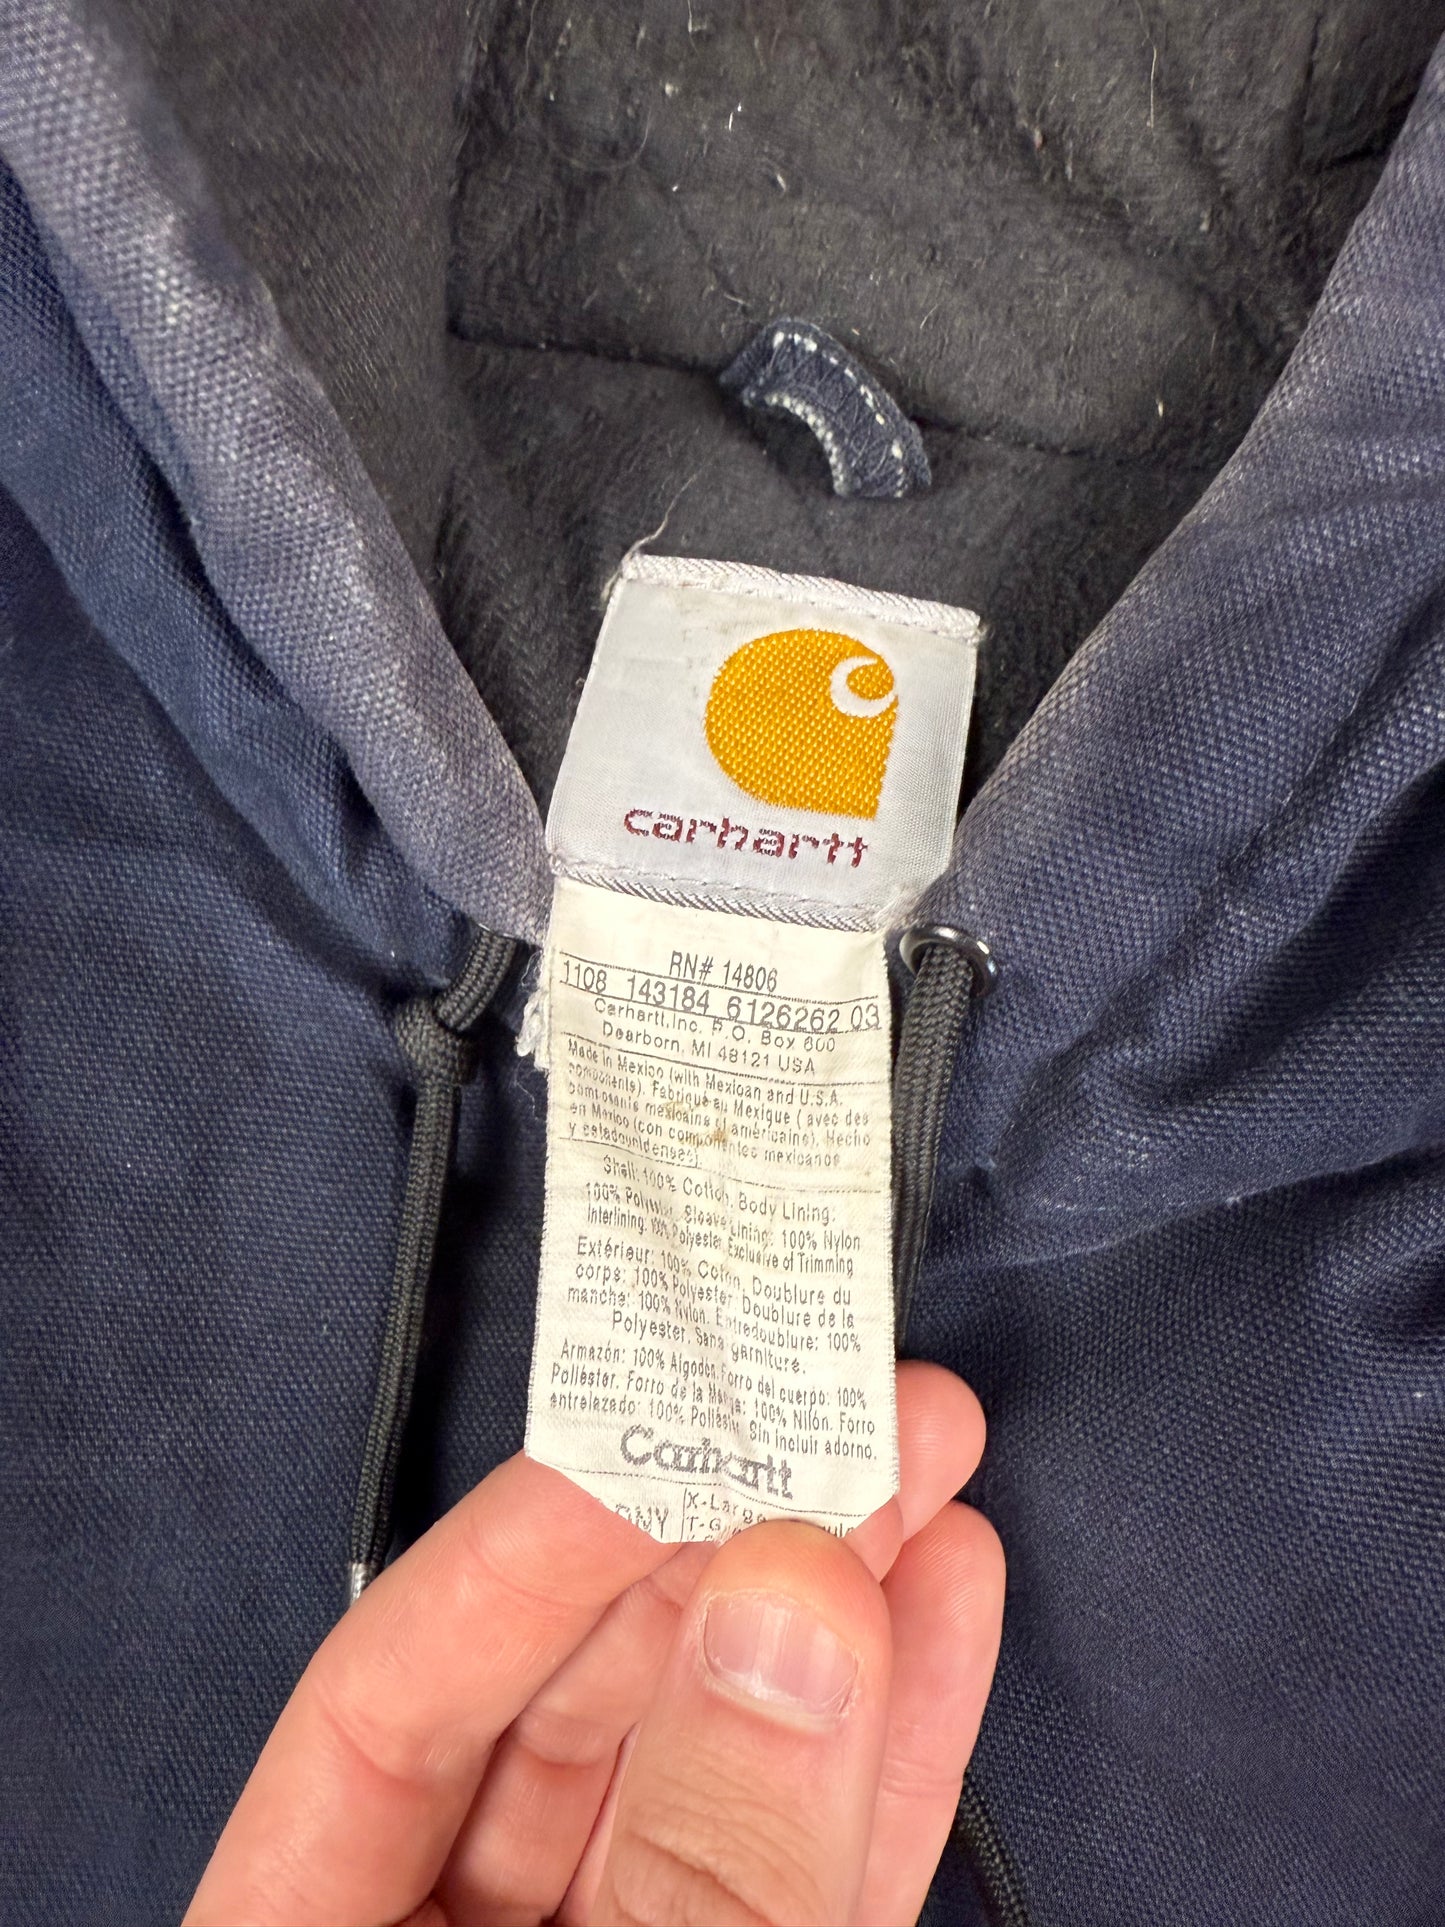 carhartt
RN# 14806
1108 143184 6126262 03
Carhartt, Inc. P.O. Box 600
Dearborn, MI 48121 USA
Made in Mexico (with Mexican and U.S.A.
components). Fabriqué au Mexique (avec des
composants mexicains et américains). Hecho
en México (con componentes mexicanos
y estadounidenses).
Shell: 100% Cotton, Body Lining:
100% Polyester, Sleeve Lining: 100% Nylon
Interlining: 100% Polyester Exclusive of Trimming
Extérieur: 100% Coton, Doublure du
corps: 100% Polyester Doublure de la
manche: 100% Nylon. Entredoublure: 100%
Polyester, Sans garniture.
Armazón: 100% Algodón, Forro del cuerpo: 100%
Poliéster. Forro de la Manga: 100% Nilón. Forro
entrelazado: 100% Poliéster Sin incluir adorno.
Carhartt
X-Large
T-G